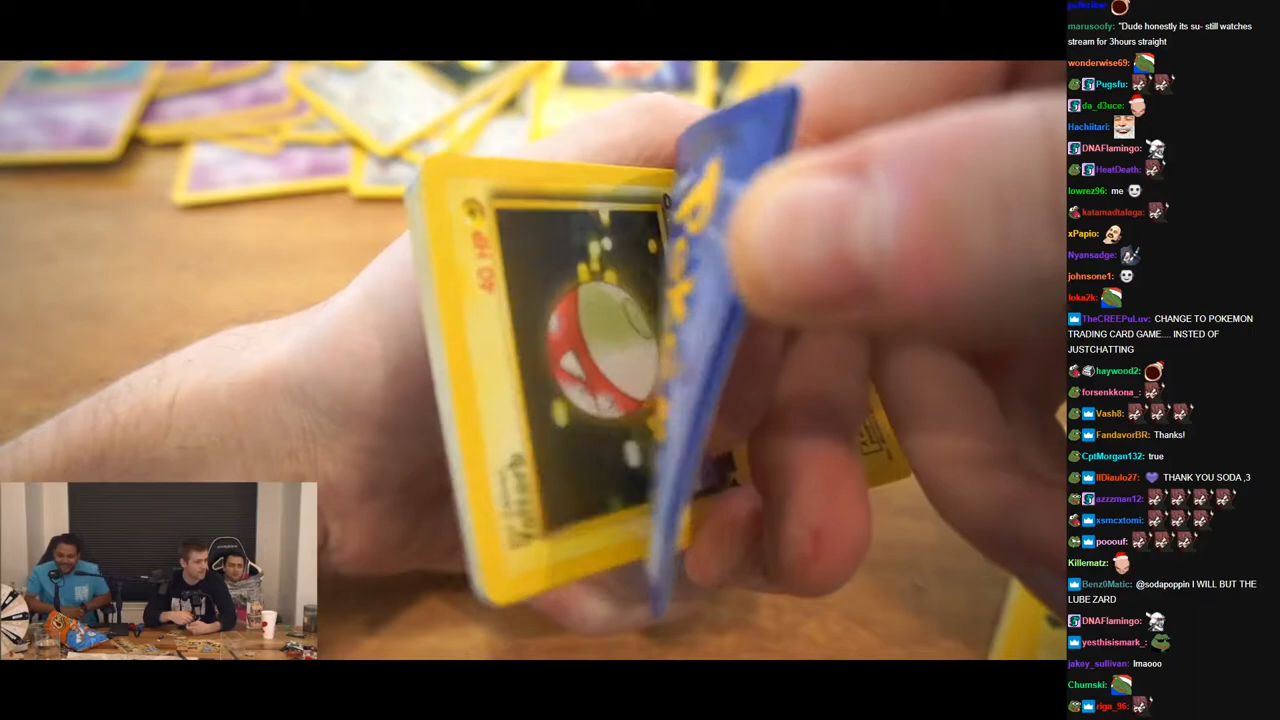 40 HP
Voltorb
marusoofy: "Dude honestly its su- still watches
stream for 3hours straight
wonderwise69:
Pugsfu:
da_d3uce:
Hachiitari:
DNAFlamingo:
HeatDeath:
lowrez96: me
katamadtalaga:
xPapio:
Nyansadge:
johnsone1:
loka2k:
TheCREEPuLuv: CHANGE TO POKEMON
TRADING CARD GAME.... INSTED OF
JUSTCHATTING
haywood2:
forsenkkona_:
Vash8:
FandavorBR: Thanks!
CptMorgan132: true
IlDiaulo27: THANK YOU SODA ,3
azzzman12:
xsmcxtomi:
pooouf:
Killematz:
Benz0Matic: @sodapoppin I WILL BUT THE
LUBE ZARD
DNAFlamingo:
yesthisismark_:
jakey_sullivan: lmaooo
Chumski:
riga_96: